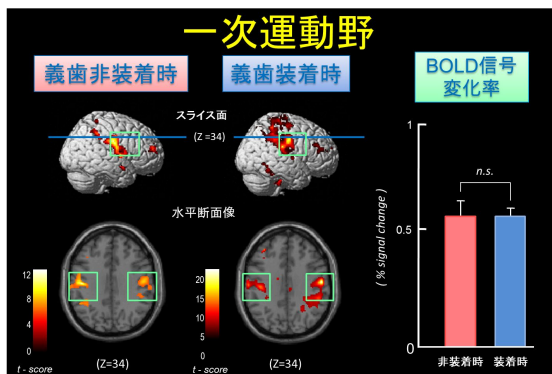 一次運動野
義歯非装着時
義歯装着時
BOLD信号
変化率
スライス面
(Z=34)
水平断面像
12
8
4
0
t - score
(Z=34)
20
15
10
5
0
t - score
(Z=34)
( % signal change )
1
0.5
0
n.s.
非装着時
装着時